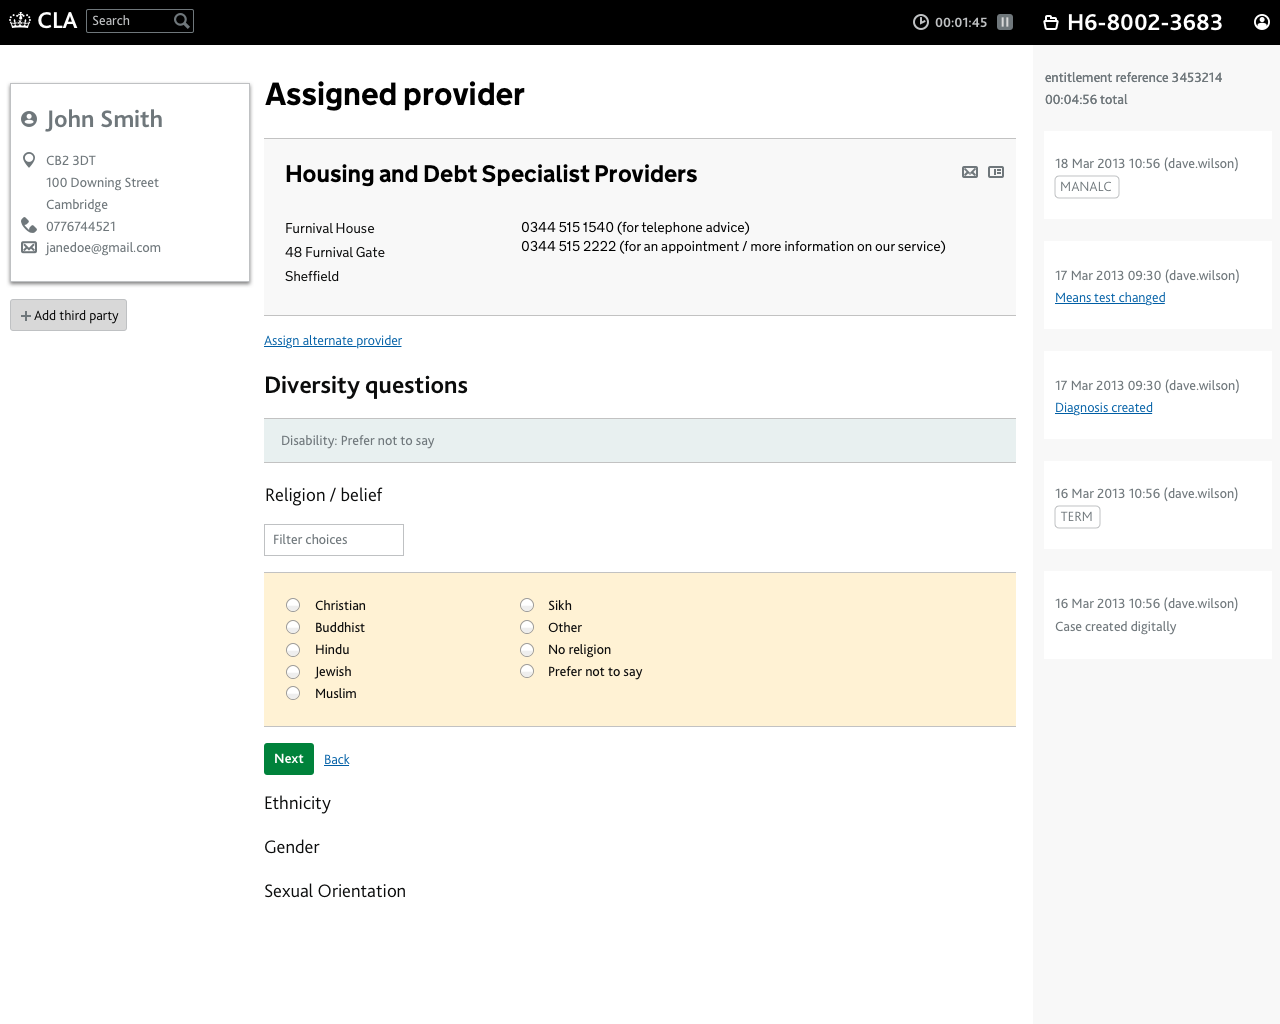 CLA
Search
00:01:45
H6-8002-3683
John Smith
CB2 3DT
100 Downing Street
Cambridge
0776744521
janedoe@gmail.com
Add third party
Assigned provider
Housing and Debt Specialist Providers
Furnival House
48 Furnival Gate
Sheffield
0344 515 1540 (for telephone advice)
0344 515 2222 (for an appointment / more information on our service)
Assign alternate provider
Diversity questions
Disability: Prefer not to say
Religion / belief
Filter choices
Christian
Buddhist
Hindu
Jewish
Muslim
Sikh
Other
No religion
Prefer not to say
Next
Back
Ethnicity
Gender
Sexual Orientation
entitlement reference 3453214
00:04:56 total
18 Mar 2013 10:56 (dave.wilson)
MANALC
17 Mar 2013 09:30 (dave.wilson)
Means test changed
17 Mar 2013 09:30 (dave.wilson)
Diagnosis created
16 Mar 2013 10:56 (dave.wilson)
TERM
16 Mar 2013 10:56 (dave.wilson)
Case created digitally